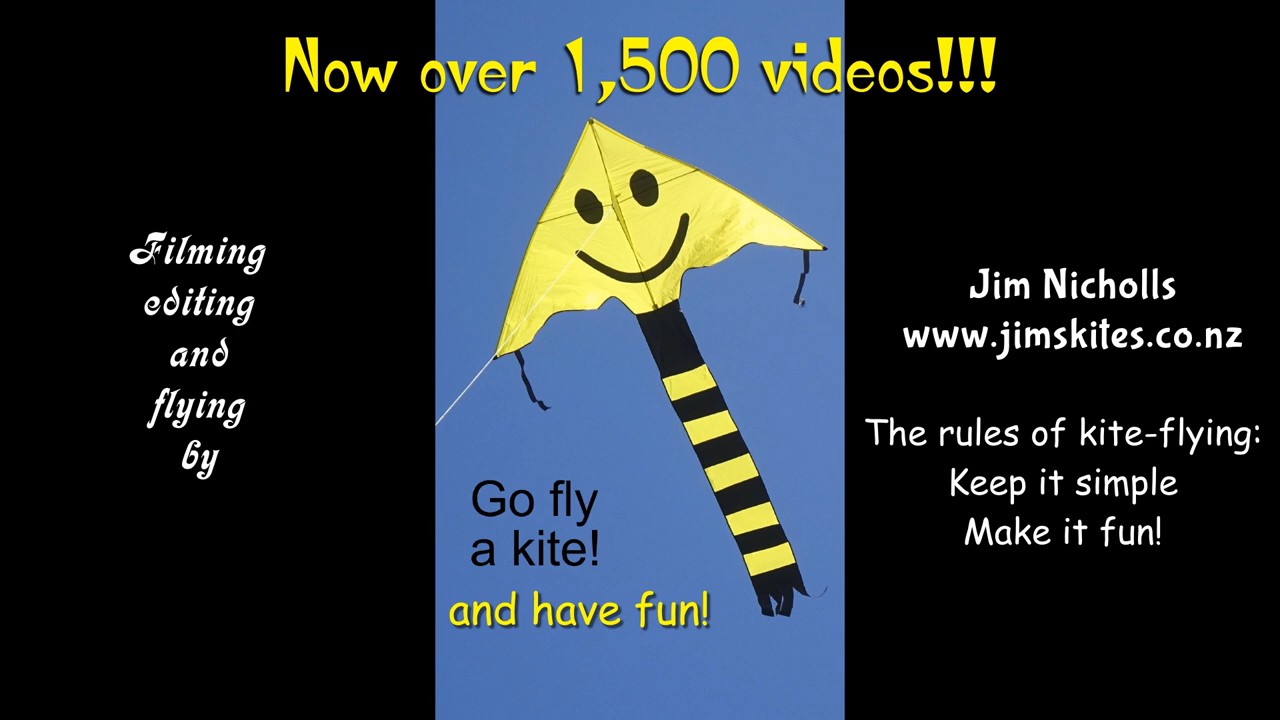 Now over 1,500 videos!!!
Filming
editing
and
flying
by
Jim Nicholls
www.jimskites.co.nz
The rules of kite-flying:
Keep it simple
Make it fun!
Go fly
a kite!
and have fun!